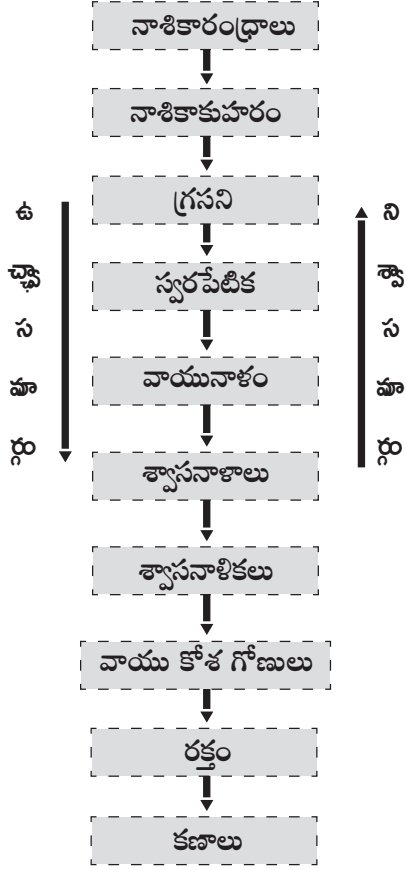 నాశికారంధ్రాలు
నాశికాకుహరం
గ్రసని
స్వరపేటిక
వాయునాళం
శ్వాసనాళాలు
శ్వాసనాళికలు
వాయు కోశ గోణులు
రక్తం
కణాలు
ఉ
చ్ఛ్వా
స
మా
ర్గం
ని
శ్వా
స
మా
ర్గం